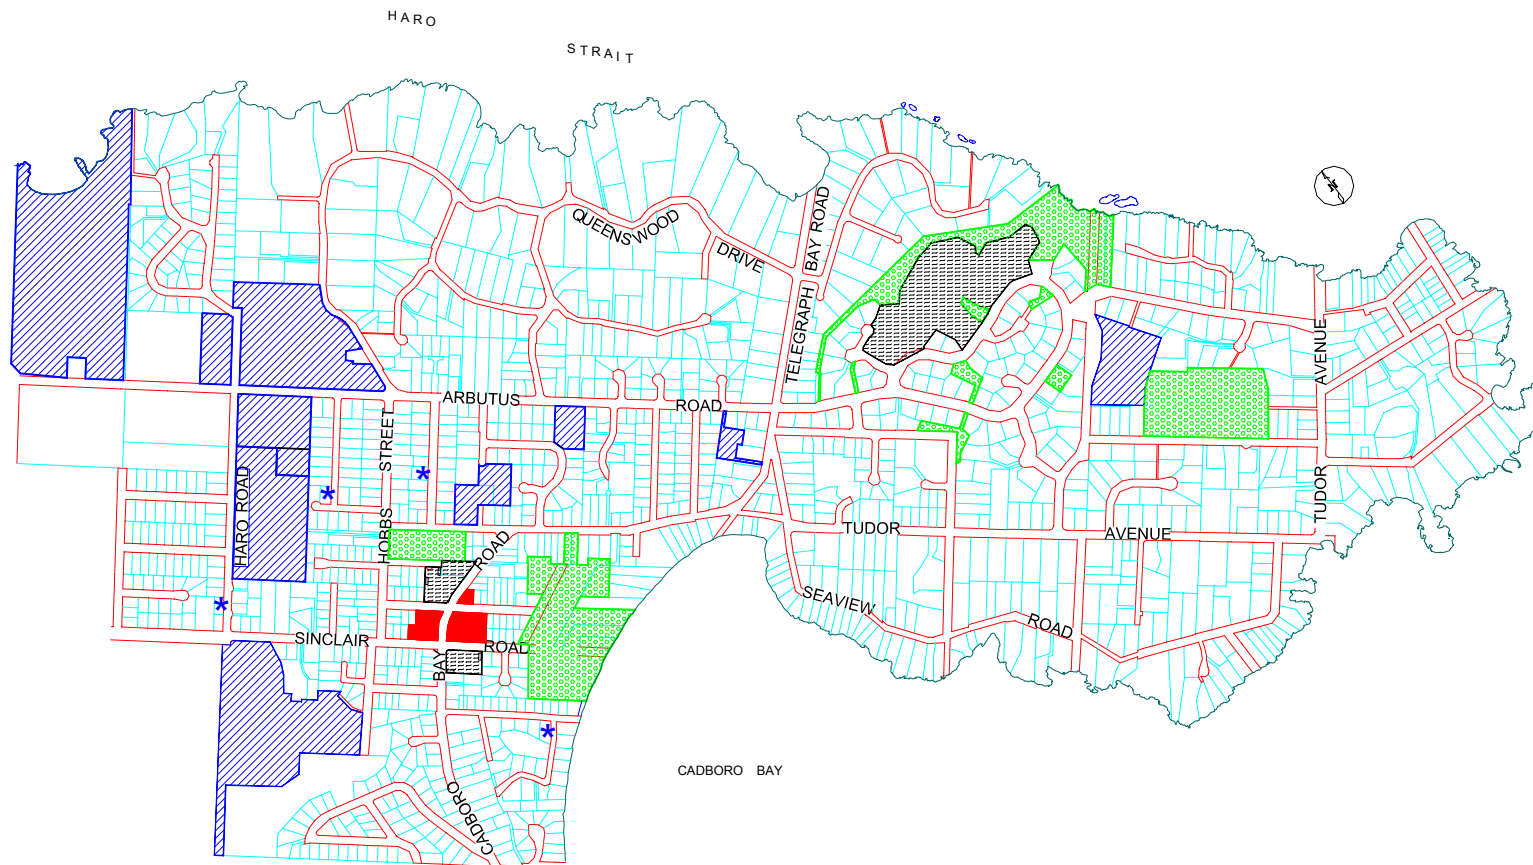 HARO
STRAIT
QUEENSWOOD
DRIVE
TELEGRAPH BAY ROAD
N
ARBUTUS
ROAD
AVENUE
HOBBS STREET
HARO ROAD
TUDOR
TUDOR
AVENUE
ROAD
SEAVIEW
ROAD
SINCLAIR
ROAD
BAY
*
*
*
*
CADBORO BAY
CADBORO